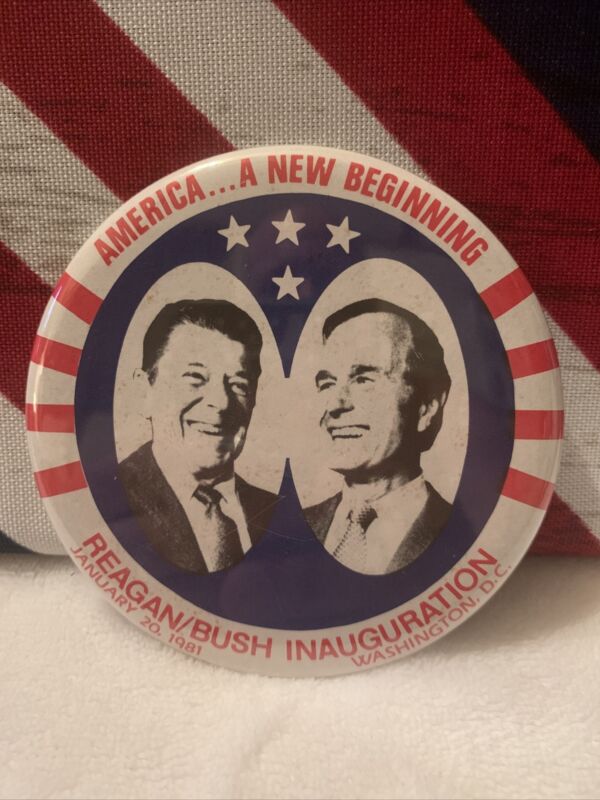 AMERICA...A NEW BEGINNING
REAGAN/BUSH INAUGURATION
JANUARY 20, 1981
WASHINGTON, D.C.